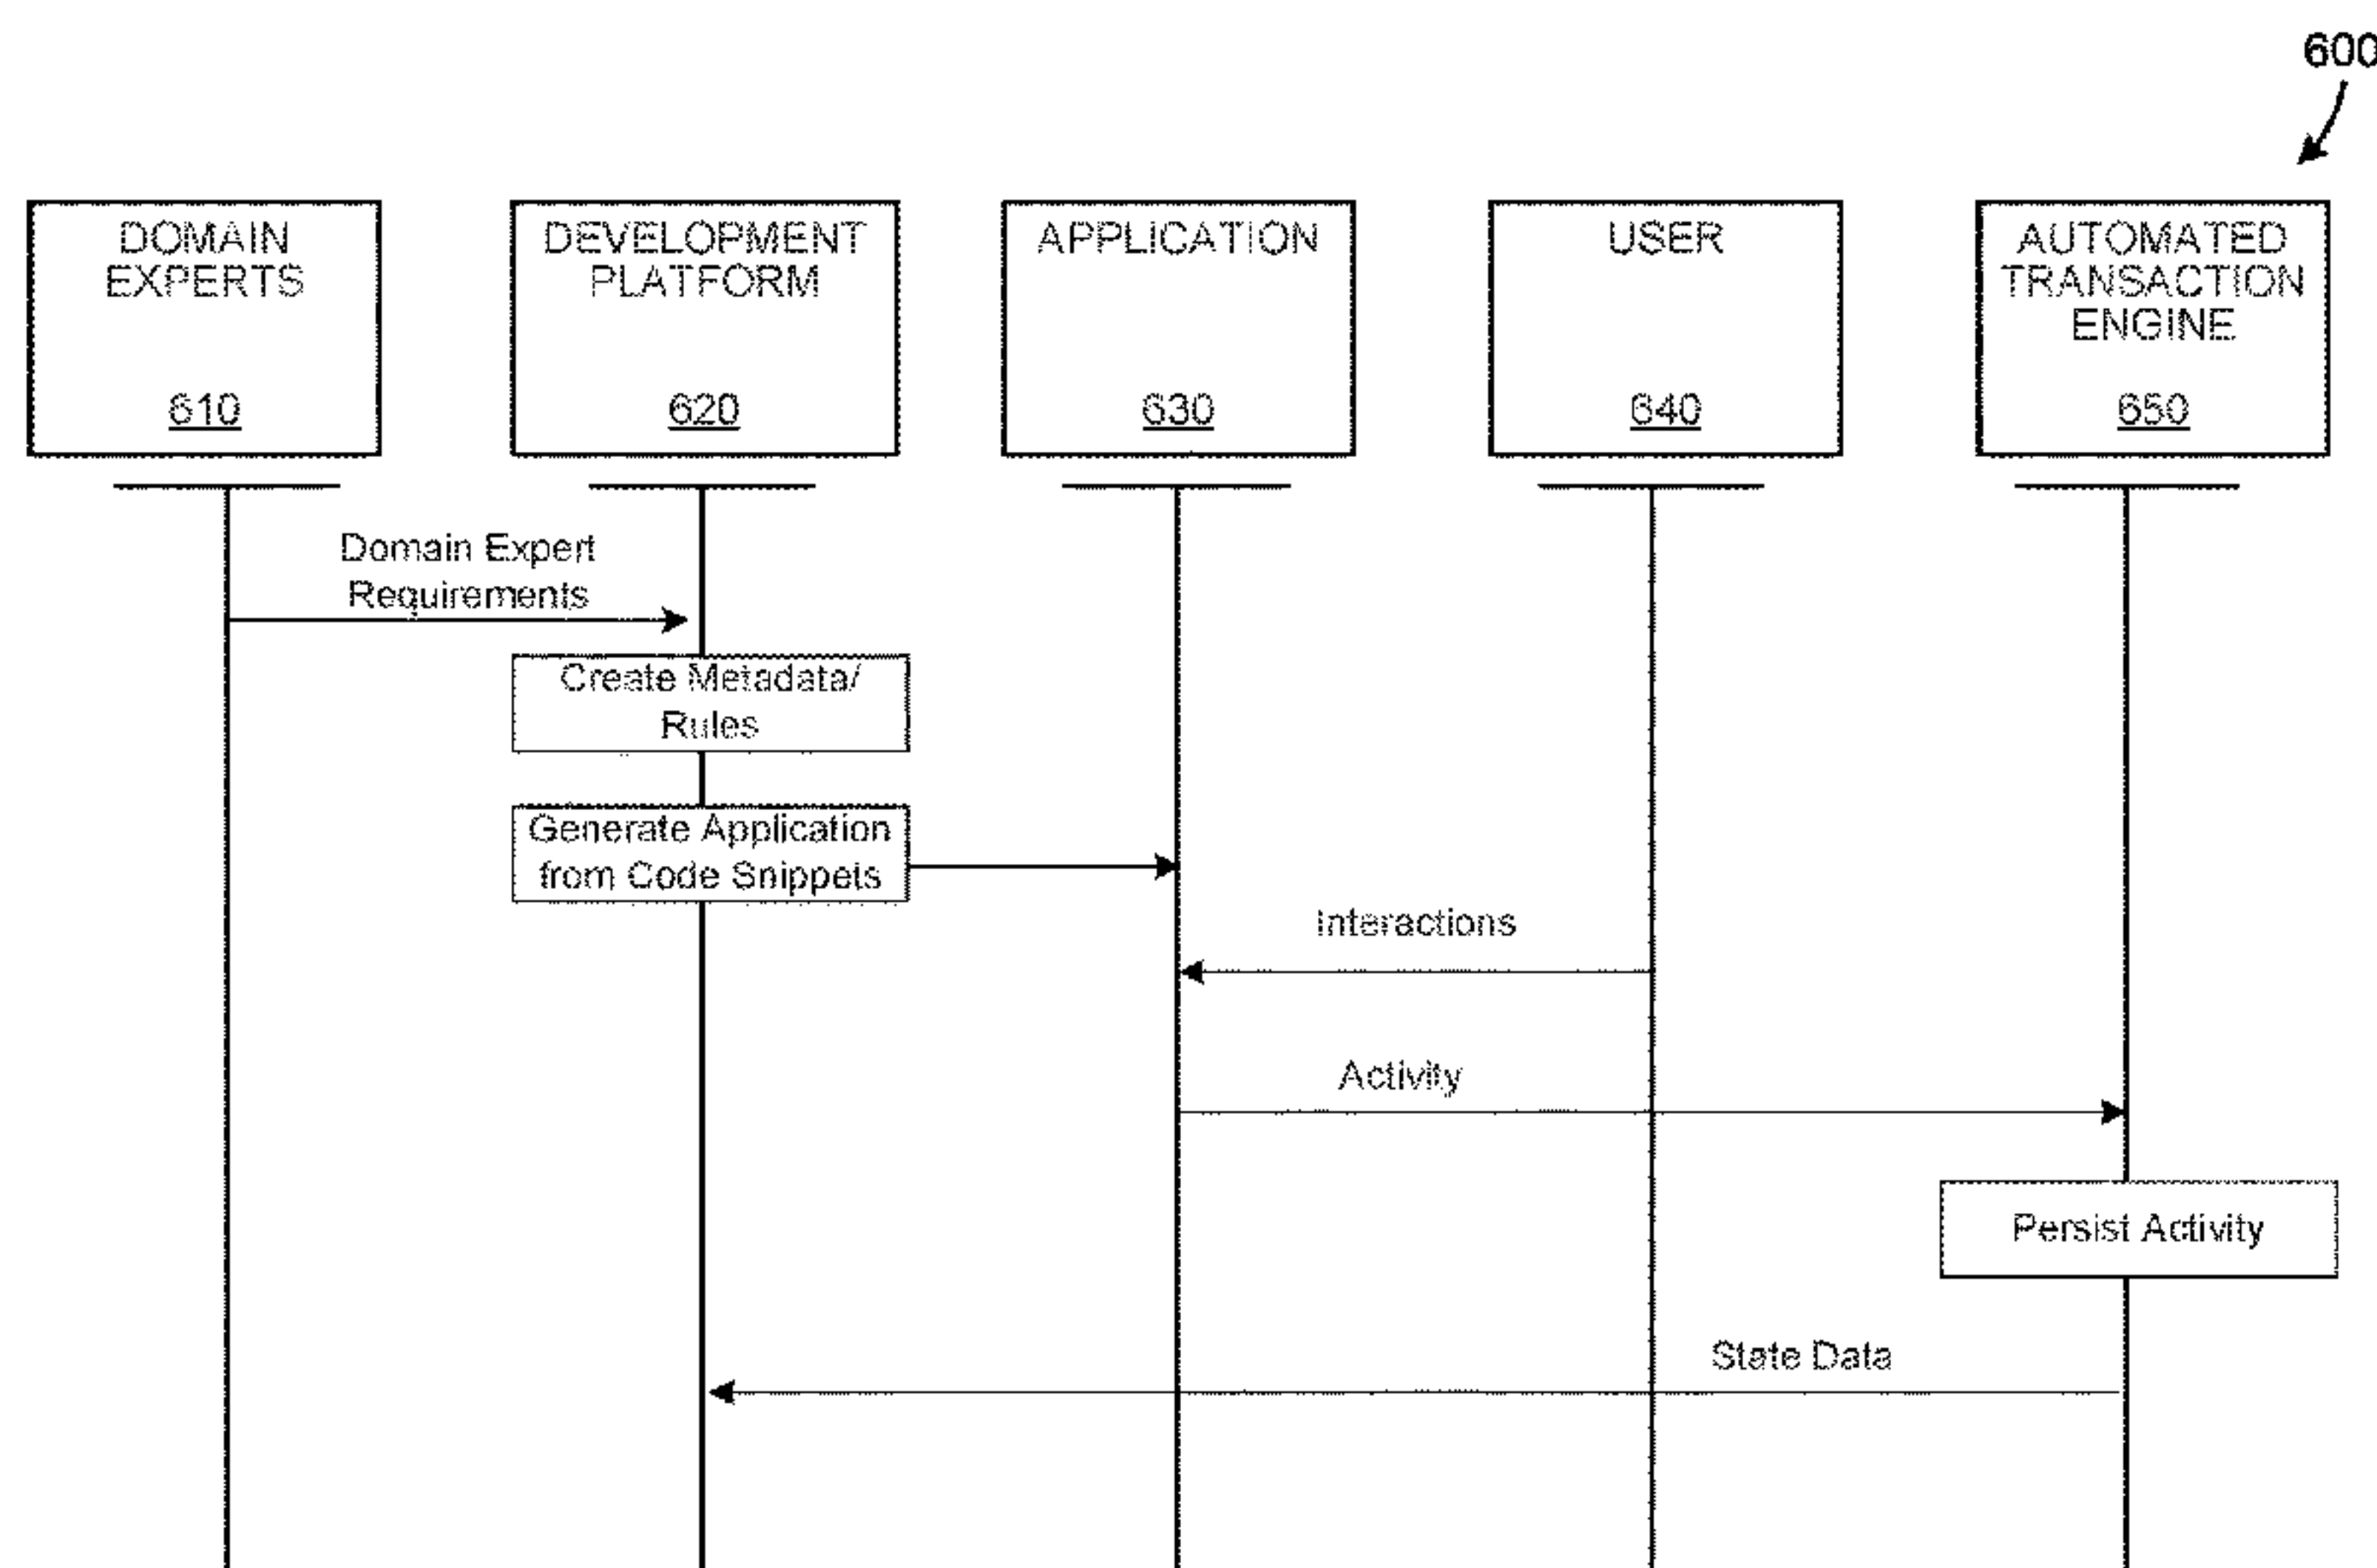 600
DOMAIN
EXPERTS
610
DEVELOPMENT
PLATFORM
620
APPLICATION
630
USER
640
AUTOMATED
TRANSACTION
ENGINE
650
Domain Expert
Requirements
Create Metadata/
Rules
Generate Application
from Code Snippets
Interactions
Activity
Persist Activity
State Data